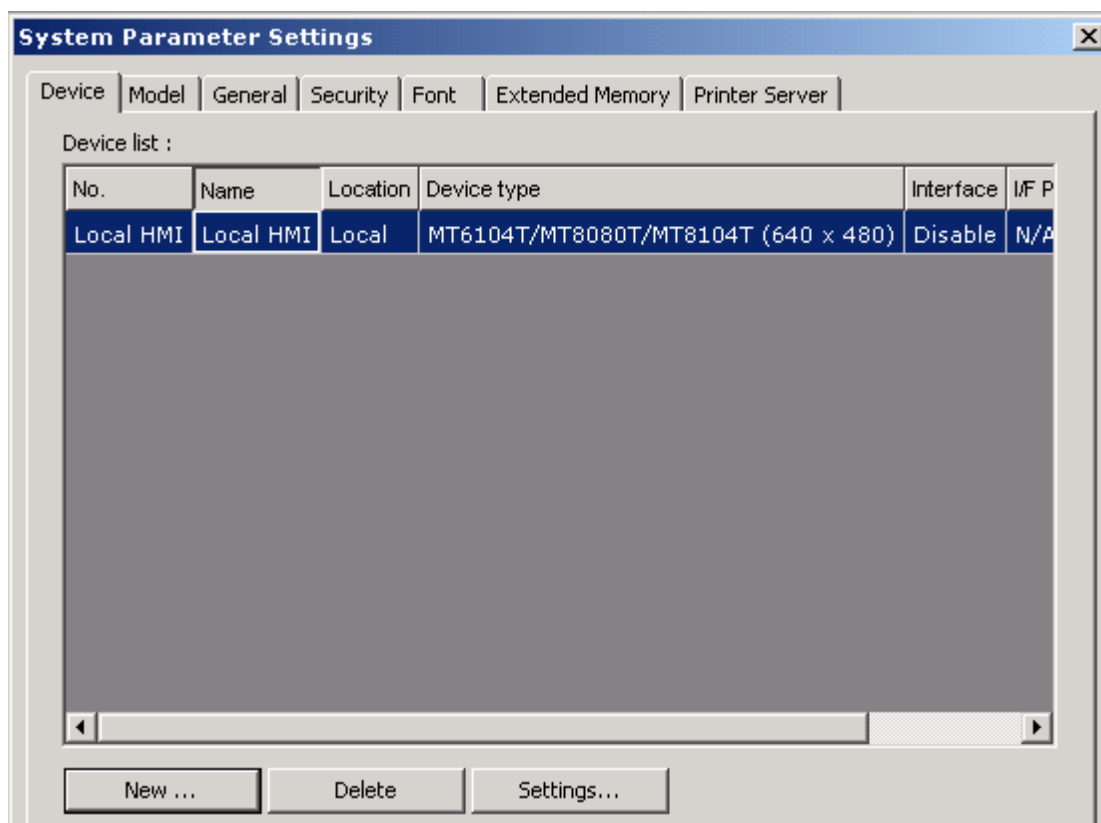 System Parameter Settings
Device Model General Security Font Extended Memory Printer Server
Device list :
No. Name Location Device type Interface I/F P
Local HMI Local HMI Local MT6104T/MT8080T/MT8104T (640 x 480) Disable N/A
New ... Delete Settings...